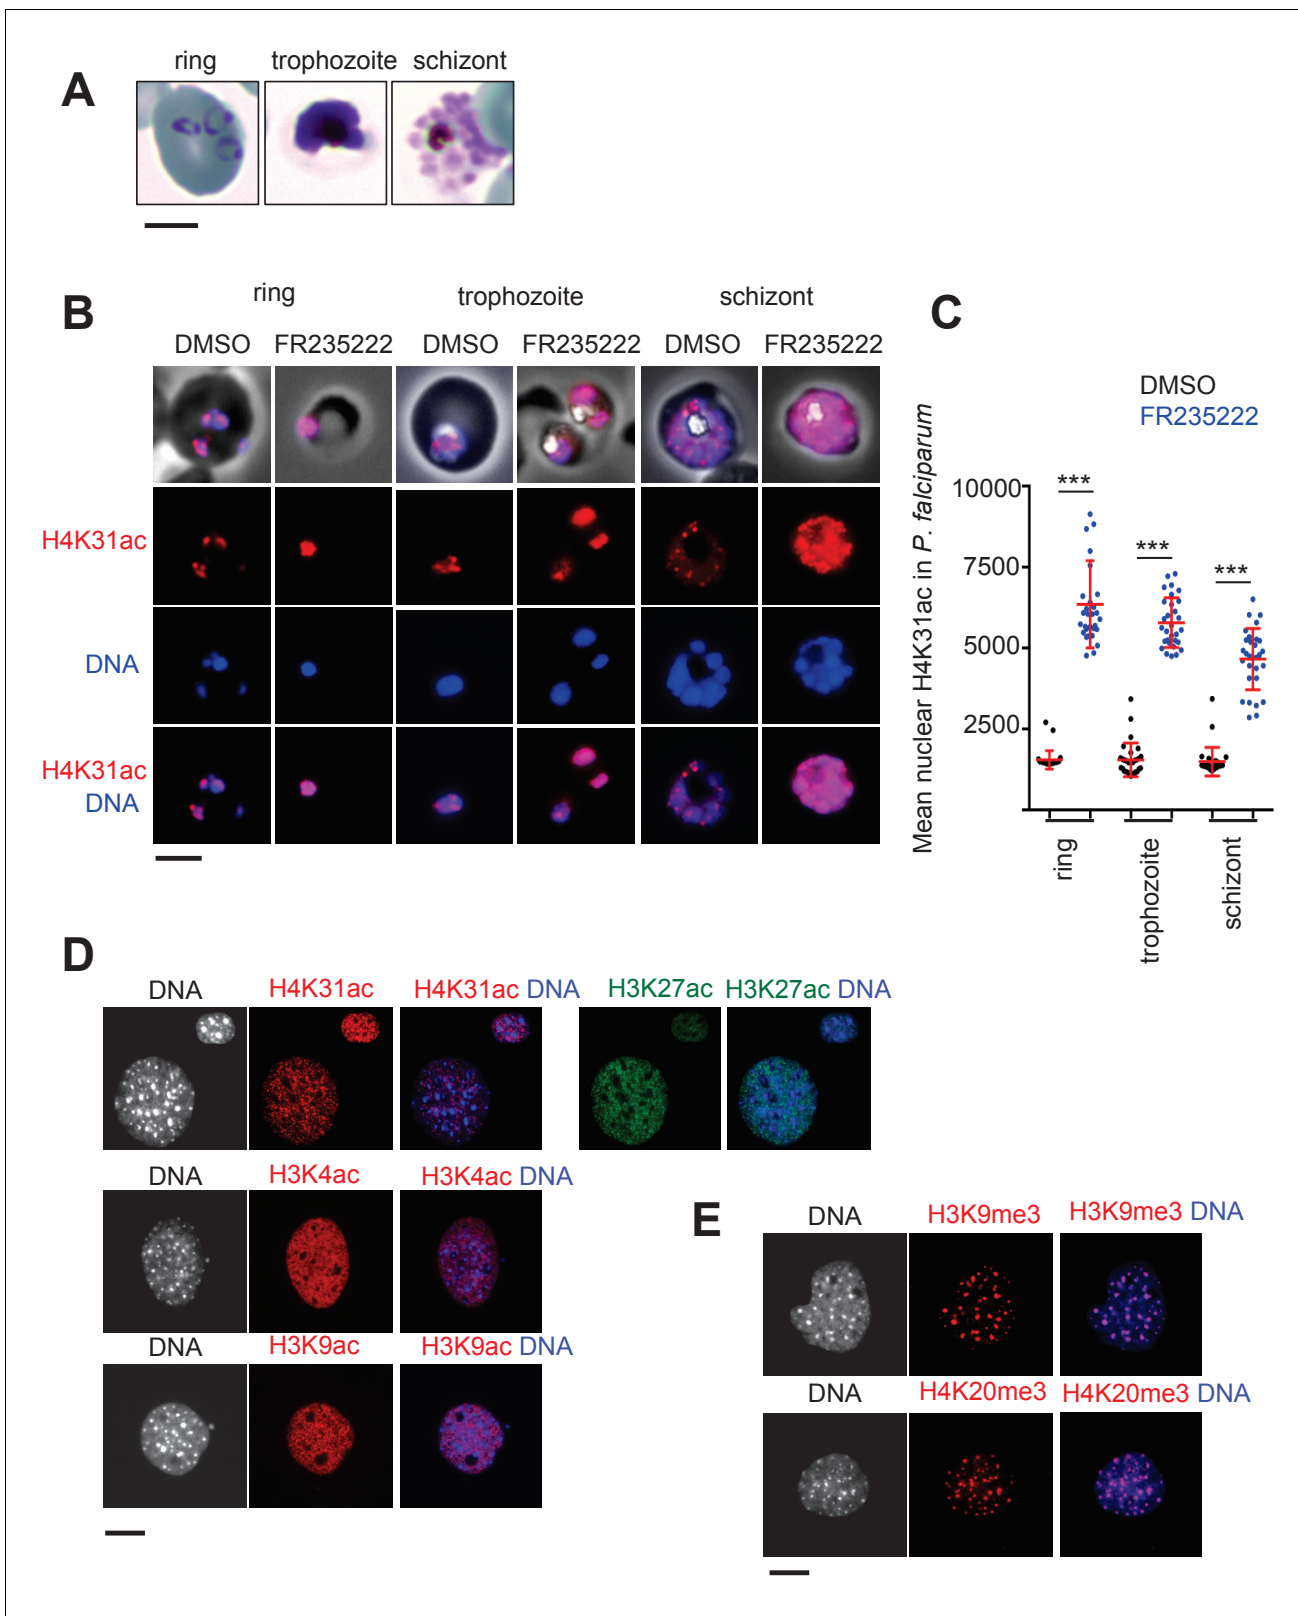 A
ring trophozoite schizont
B
ring trophozoite schizont
DMSO FR235222 DMSO FR235222 DMSO FR235222
H4K31ac
DNA
H4K31ac
DNA
C
DMSO
FR235222
Mean nuclear H4K31ac in P. falciparum
10000
7500
5000
2500
***
***
***
ring
trophozoite
schizont
D
DNA H4K31ac H4K31ac DNA H3K27ac H3K27ac DNA
DNA H3K4ac H3K4ac DNA
DNA H3K9ac H3K9ac DNA
E
DNA H3K9me3 H3K9me3 DNA
DNA H4K20me3 H4K20me3 DNA